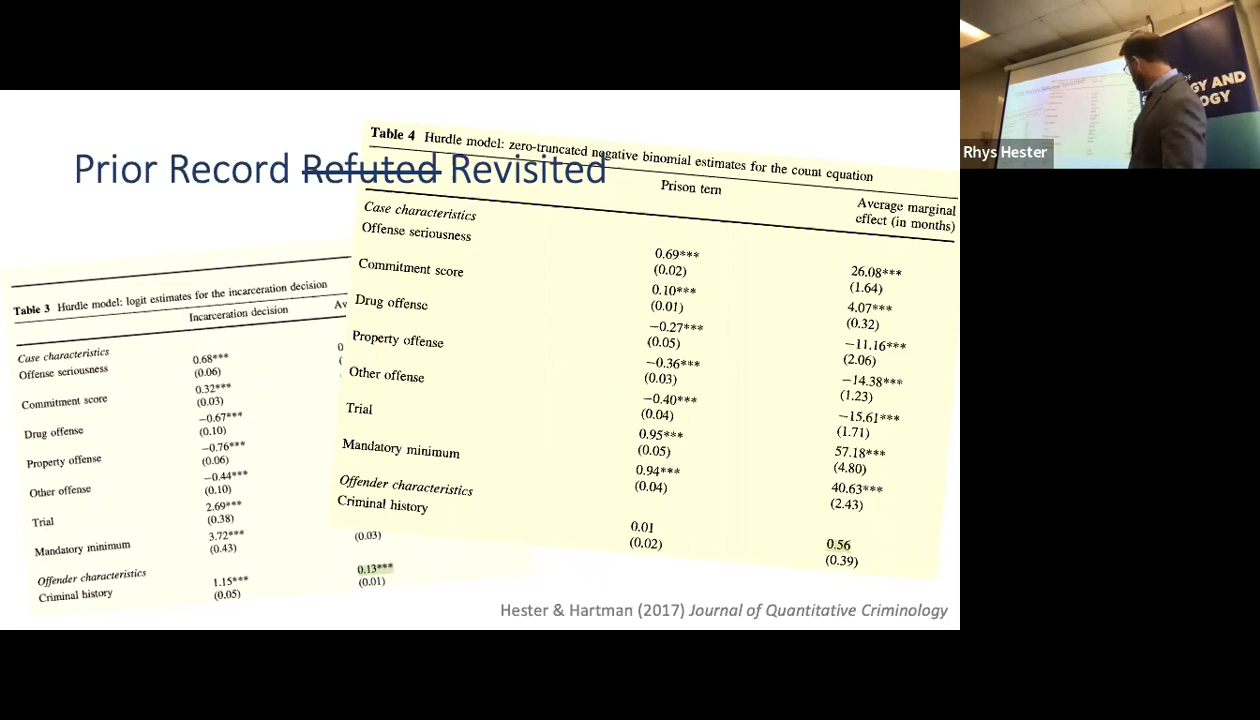 Prior Record Refuted Revisited
Table 4 Hurdle model: zero-truncated negative binomial estimates for the count equation
Prison tern
Average marginal
effect (in months)
Case characteristics
Offense seriousness
0.69*** 26.08***
(0.02) (1.64)
Commitment score
0.10*** 4.07***
(0.01) (0.32)
Drug offense
−0.27*** −11.16***
(0.05) (2.06)
Property offense
−0.36*** −14.38***
(0.03) (1.23)
Other offense
−0.40*** −15.61***
(0.04) (1.71)
Trial
0.95*** 57.18***
(0.05) (4.80)
Mandatory minimum
0.94*** 40.63***
(0.04) (2.43)
Offender characteristics
Criminal history
0.01 0.56
(0.02) (0.39)
Table 3 Hurdle model: logit estimates for the incarceration decision
Incarceration decision Av
Case characteristics
Offense seriousness 0.68*** 0
(0.06) (
Commitment score 0.32***
(0.03)
Drug offense −0.67***
(0.10)
Property offense −0.76***
(0.06)
Other offense −0.44***
(0.10)
Trial 2.69***
(0.38)
Mandatory minimum 3.72***
(0.43) (0.03)
Offender characteristics
Criminal history 1.15*** 0.13***
(0.05) (0.01)
Hester & Hartman (2017) Journal of Quantitative Criminology
GY AND
OGY
Rhys Hester